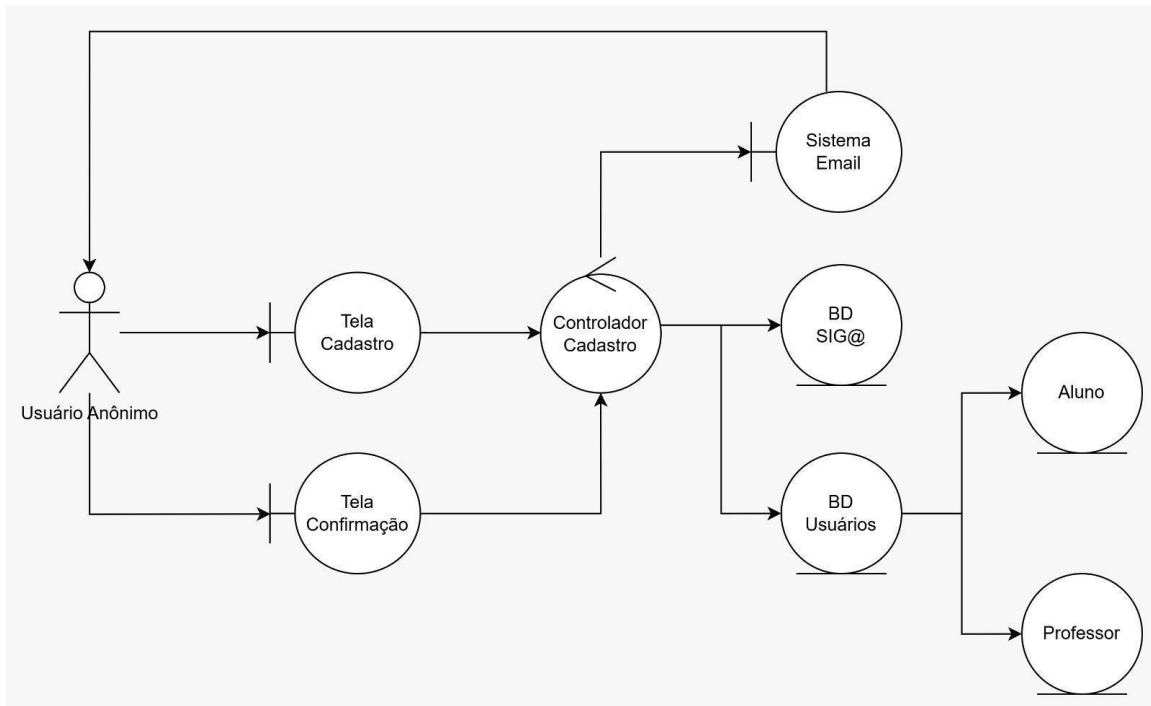 Sistema
Email
Tela
Cadastro
Controlador
Cadastro
BD
SIG@
Aluno
Usuário Anônimo
Tela
Confirmação
BD
Usuários
Professor